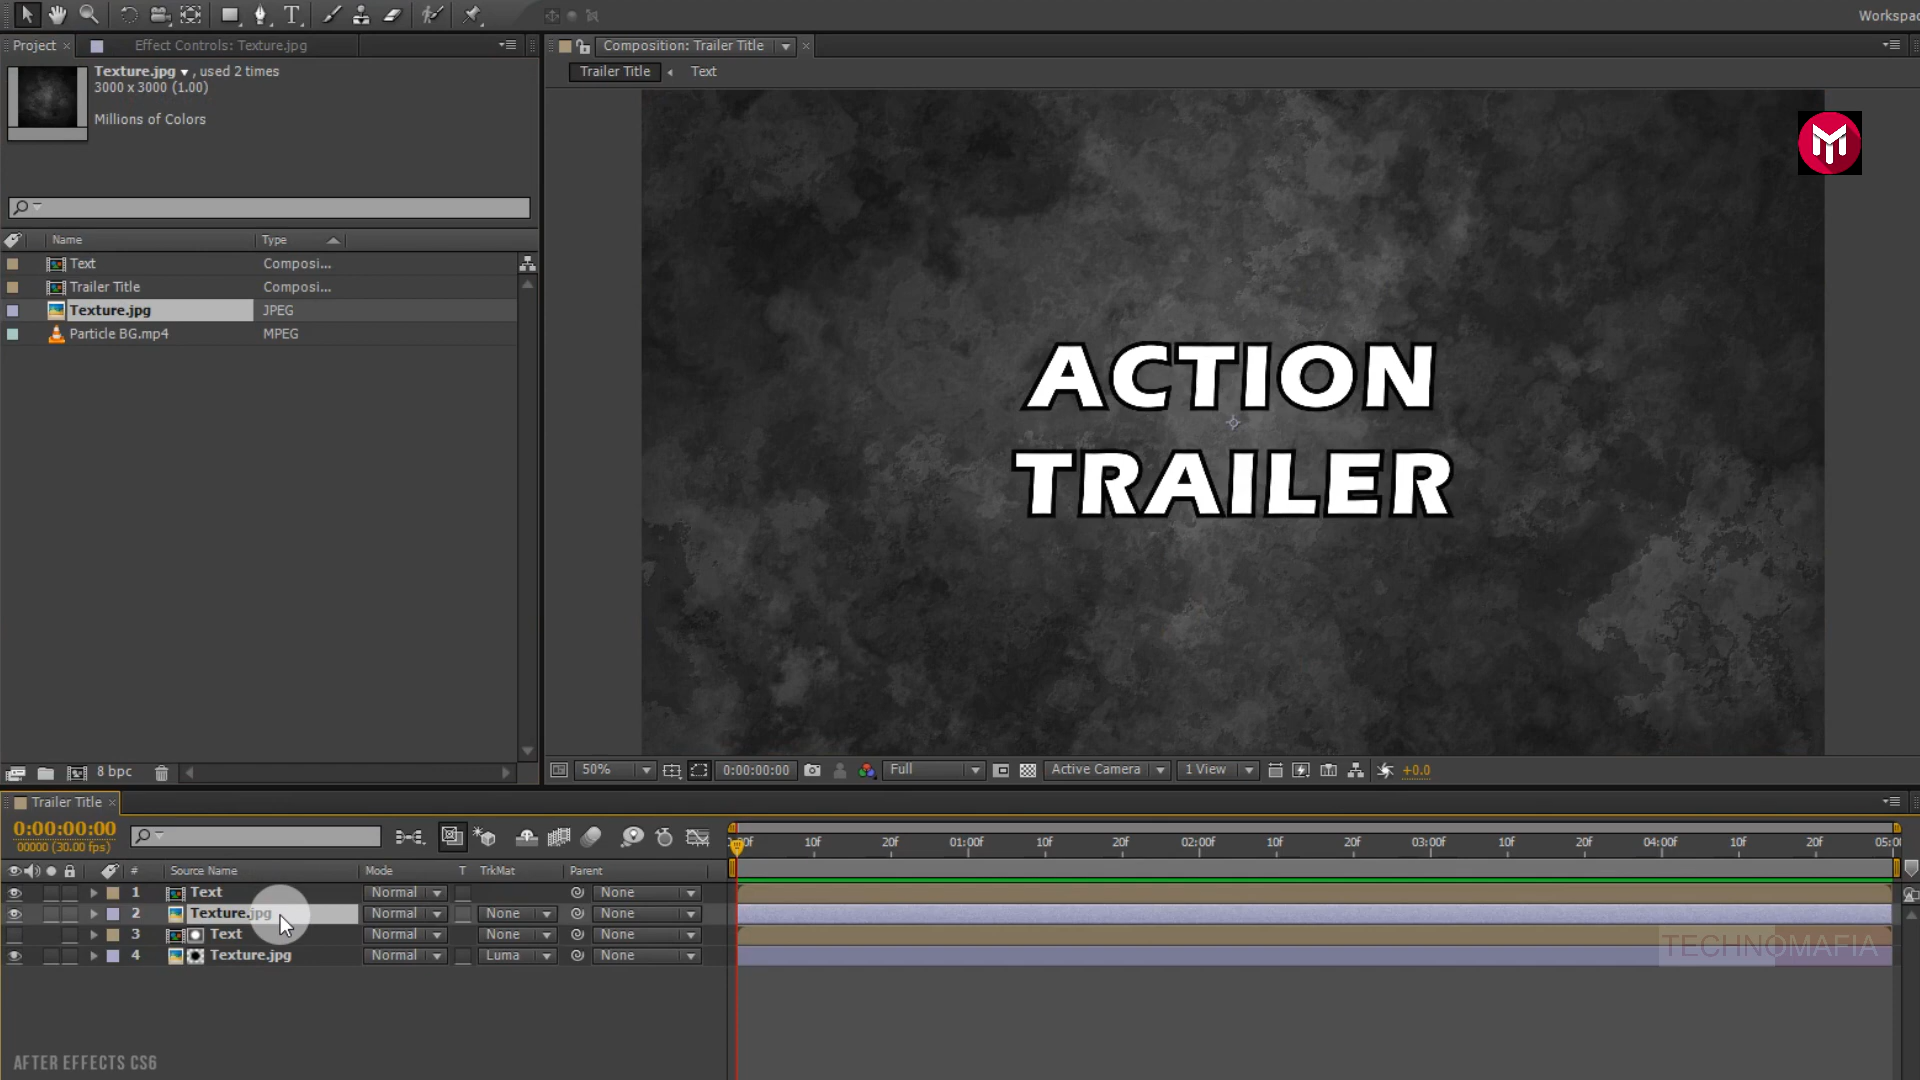 Workspac
Project × Effect Controls: Texture.jpg
Composition: Trailer Title ×
Texture.jpg ▾ , used 2 times
3000 x 3000 (1.00)
Millions of Colors
Trailer Title Text
Name Type
Text Composi...
Trailer Title Composi...
Texture.jpg JPEG
Particle BG.mp4 MPEG
ACTION
TRAILER
8 bpc
50% 0:00:00:00 Full Active Camera 1 View +0.0
Trailer Title ×
0:00:00:00
00000 (30.00 fps)
00f 10f 20f 01:00f 10f 20f 02:00f 10f 20f 03:00f 10f 20f 04:00f 10f 20f 05:00
# Source Name Mode T TrkMat Parent
1 Text Normal None
2 Texture.jpg Normal None None
3 Text Normal None None
4 Texture.jpg Normal Luma None
TECHNOMAFIA
AFTER EFFECTS CS6